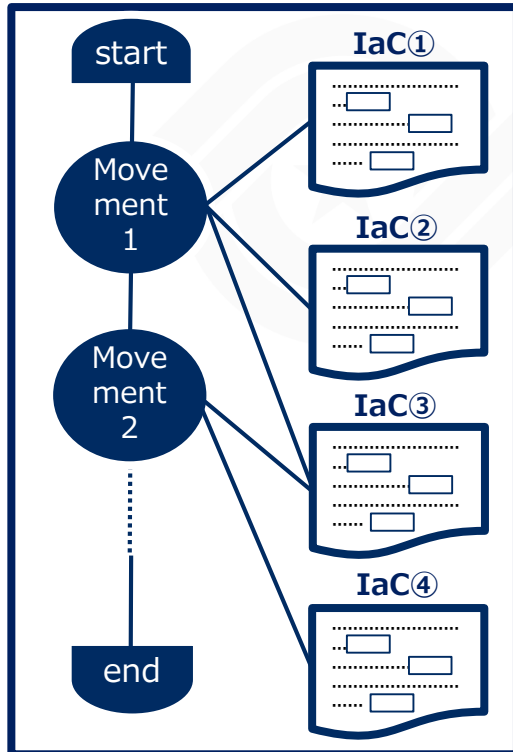 start
IaC①
Move
ment
1
IaC②
Move
ment
2
IaC③
IaC④
end